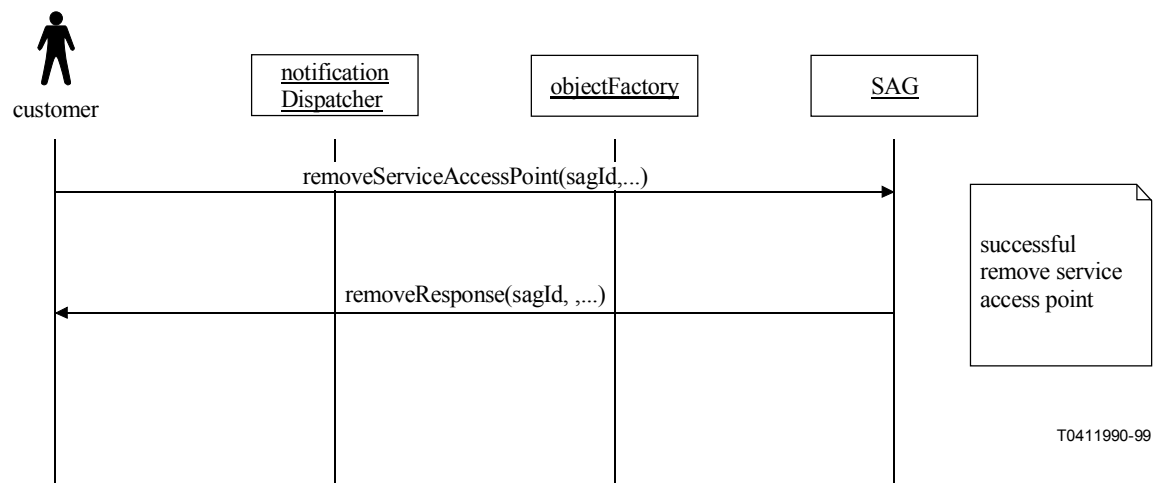 customer
notification
Dispatcher
objectFactory
SAG
removeServiceAccessPoint(sagId,...)
removeResponse(sagId, ,...)
successful
remove service
access point
T0411990-99